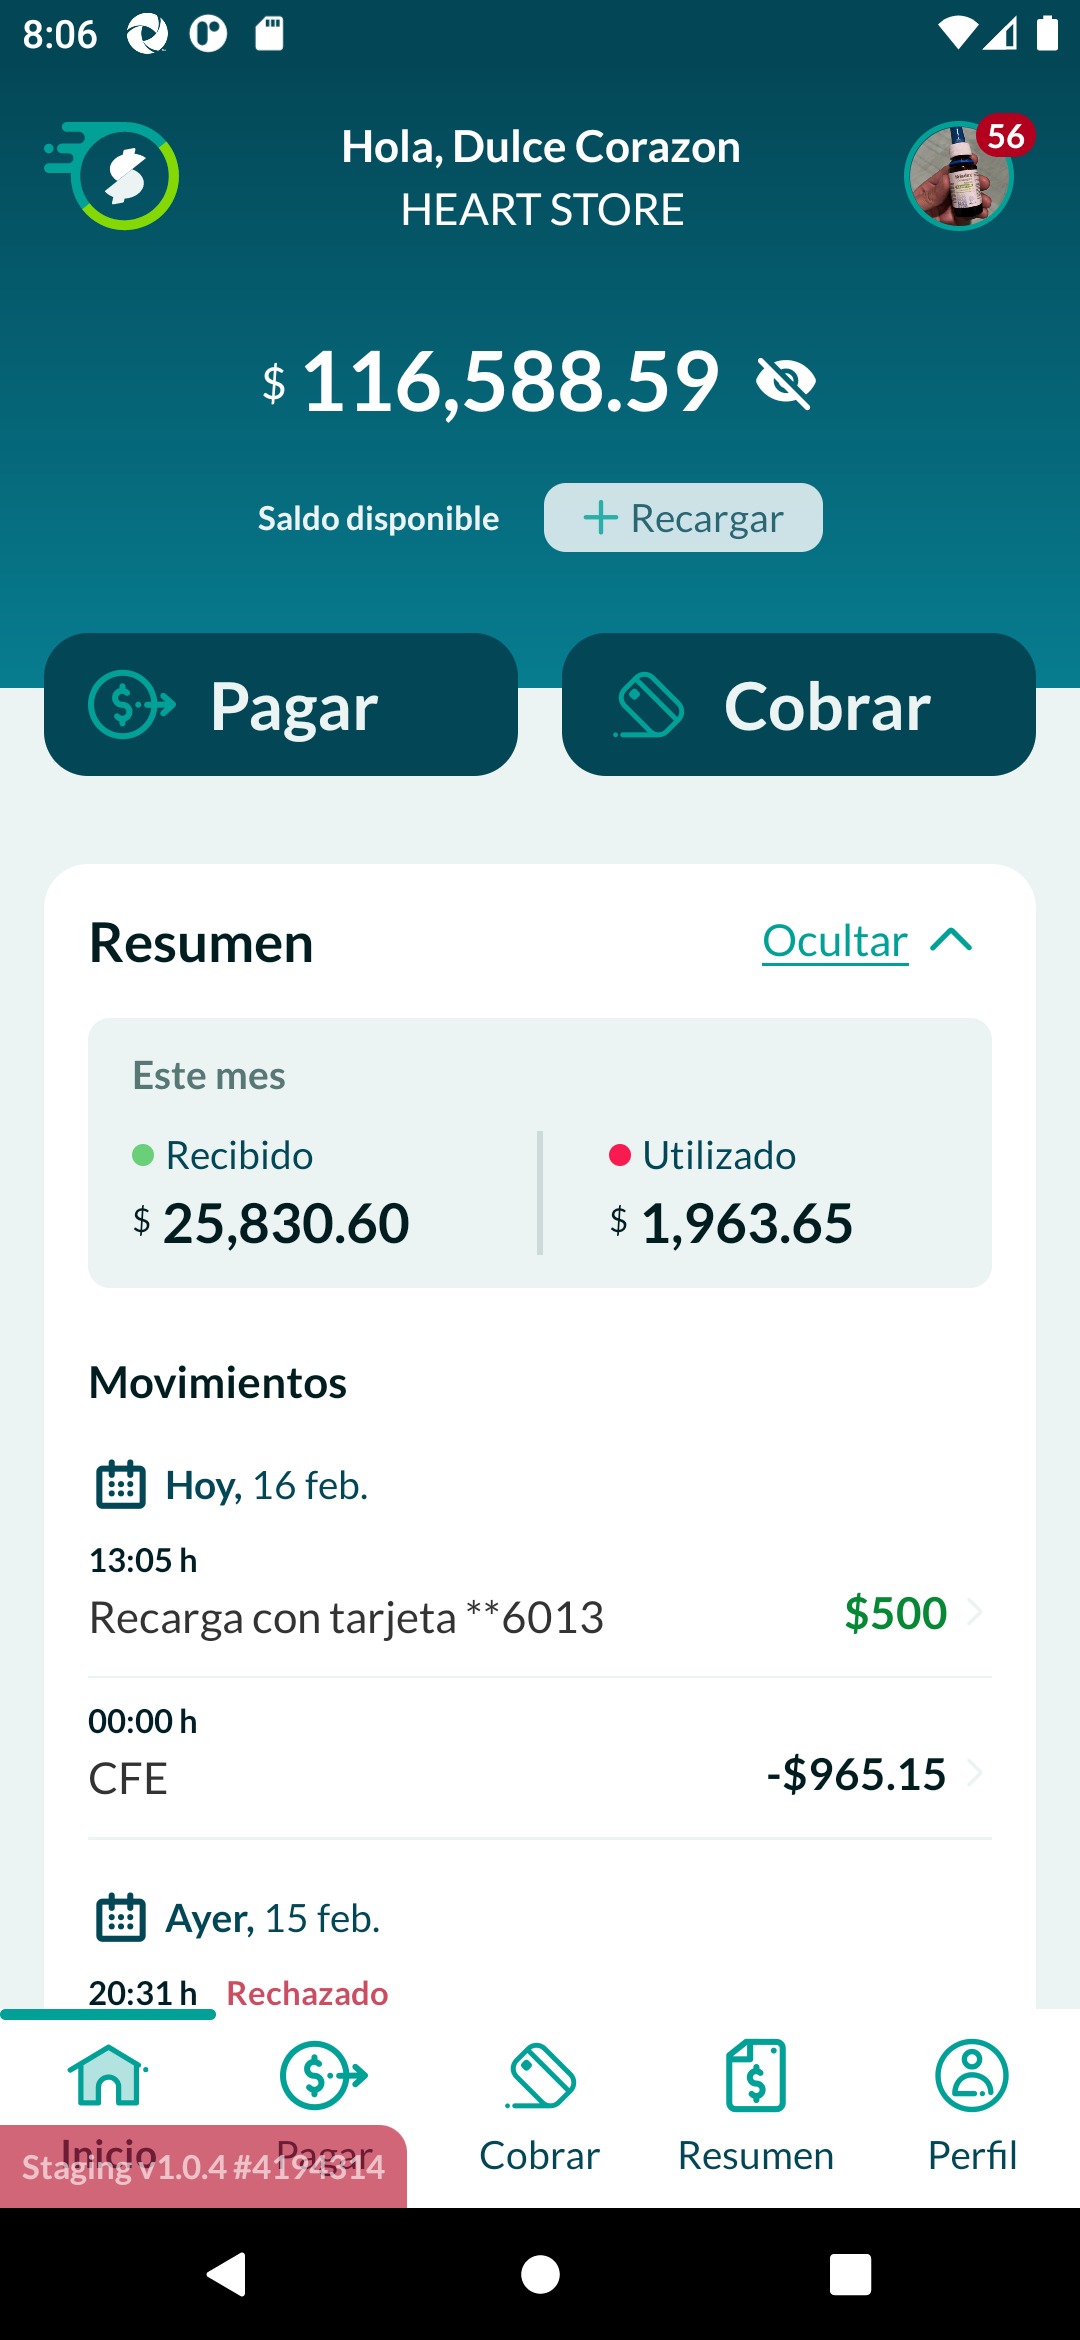 8:06
Hola, Dulce Corazon
56
HEART STORE
$ 116,588.59
Saldo disponible
Recargar
Pagar
Cobrar
Resumen
Ocultar
Este mes
Recibido
Utilizado
$ 25,830.60
$ 1,963.65
Movimientos
Hoy, 16 feb.
13:05 h
Recarga con tarjeta **6013
$500
00:00 h
CFE
-$965.15
Ayer, 15 feb.
20:31 h Rechazado
Inicio
Pagar
Cobrar
Resumen
Perfil
Staging v1.0.4 #4194314